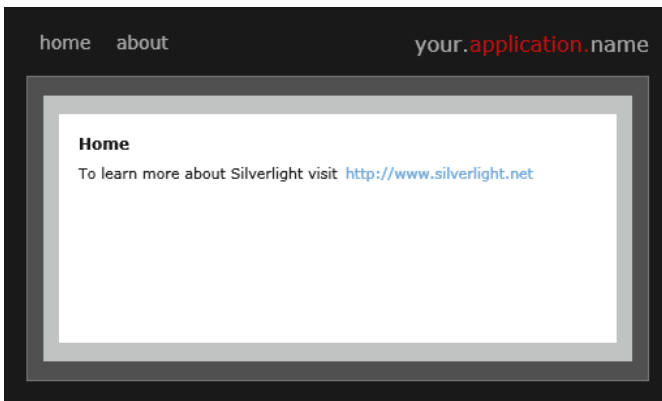 home about your.application.name
Home
To learn more about Silverlight visit http://www.silverlight.net